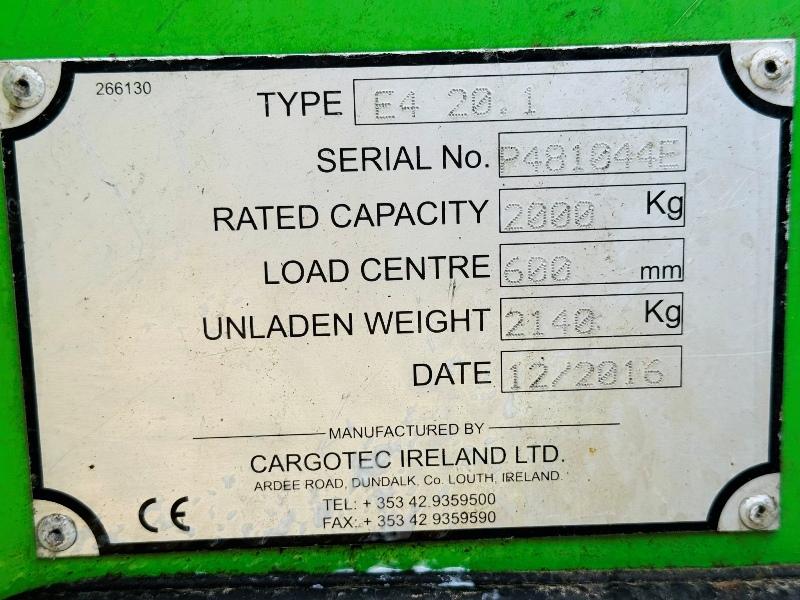 266130
TYPE E4 20.1
SERIAL No. P481044E
RATED CAPACITY 2000 Kg
LOAD CENTRE 600 mm
UNLADEN WEIGHT 2140 Kg
DATE 12/2016
MANUFACTURED BY
CARGOTEC IRELAND LTD.
ARDEE ROAD, DUNDALK, Co. LOUTH, IRELAND.
TEL: + 353 42 9359500
FAX: + 353 42 9359590
CE